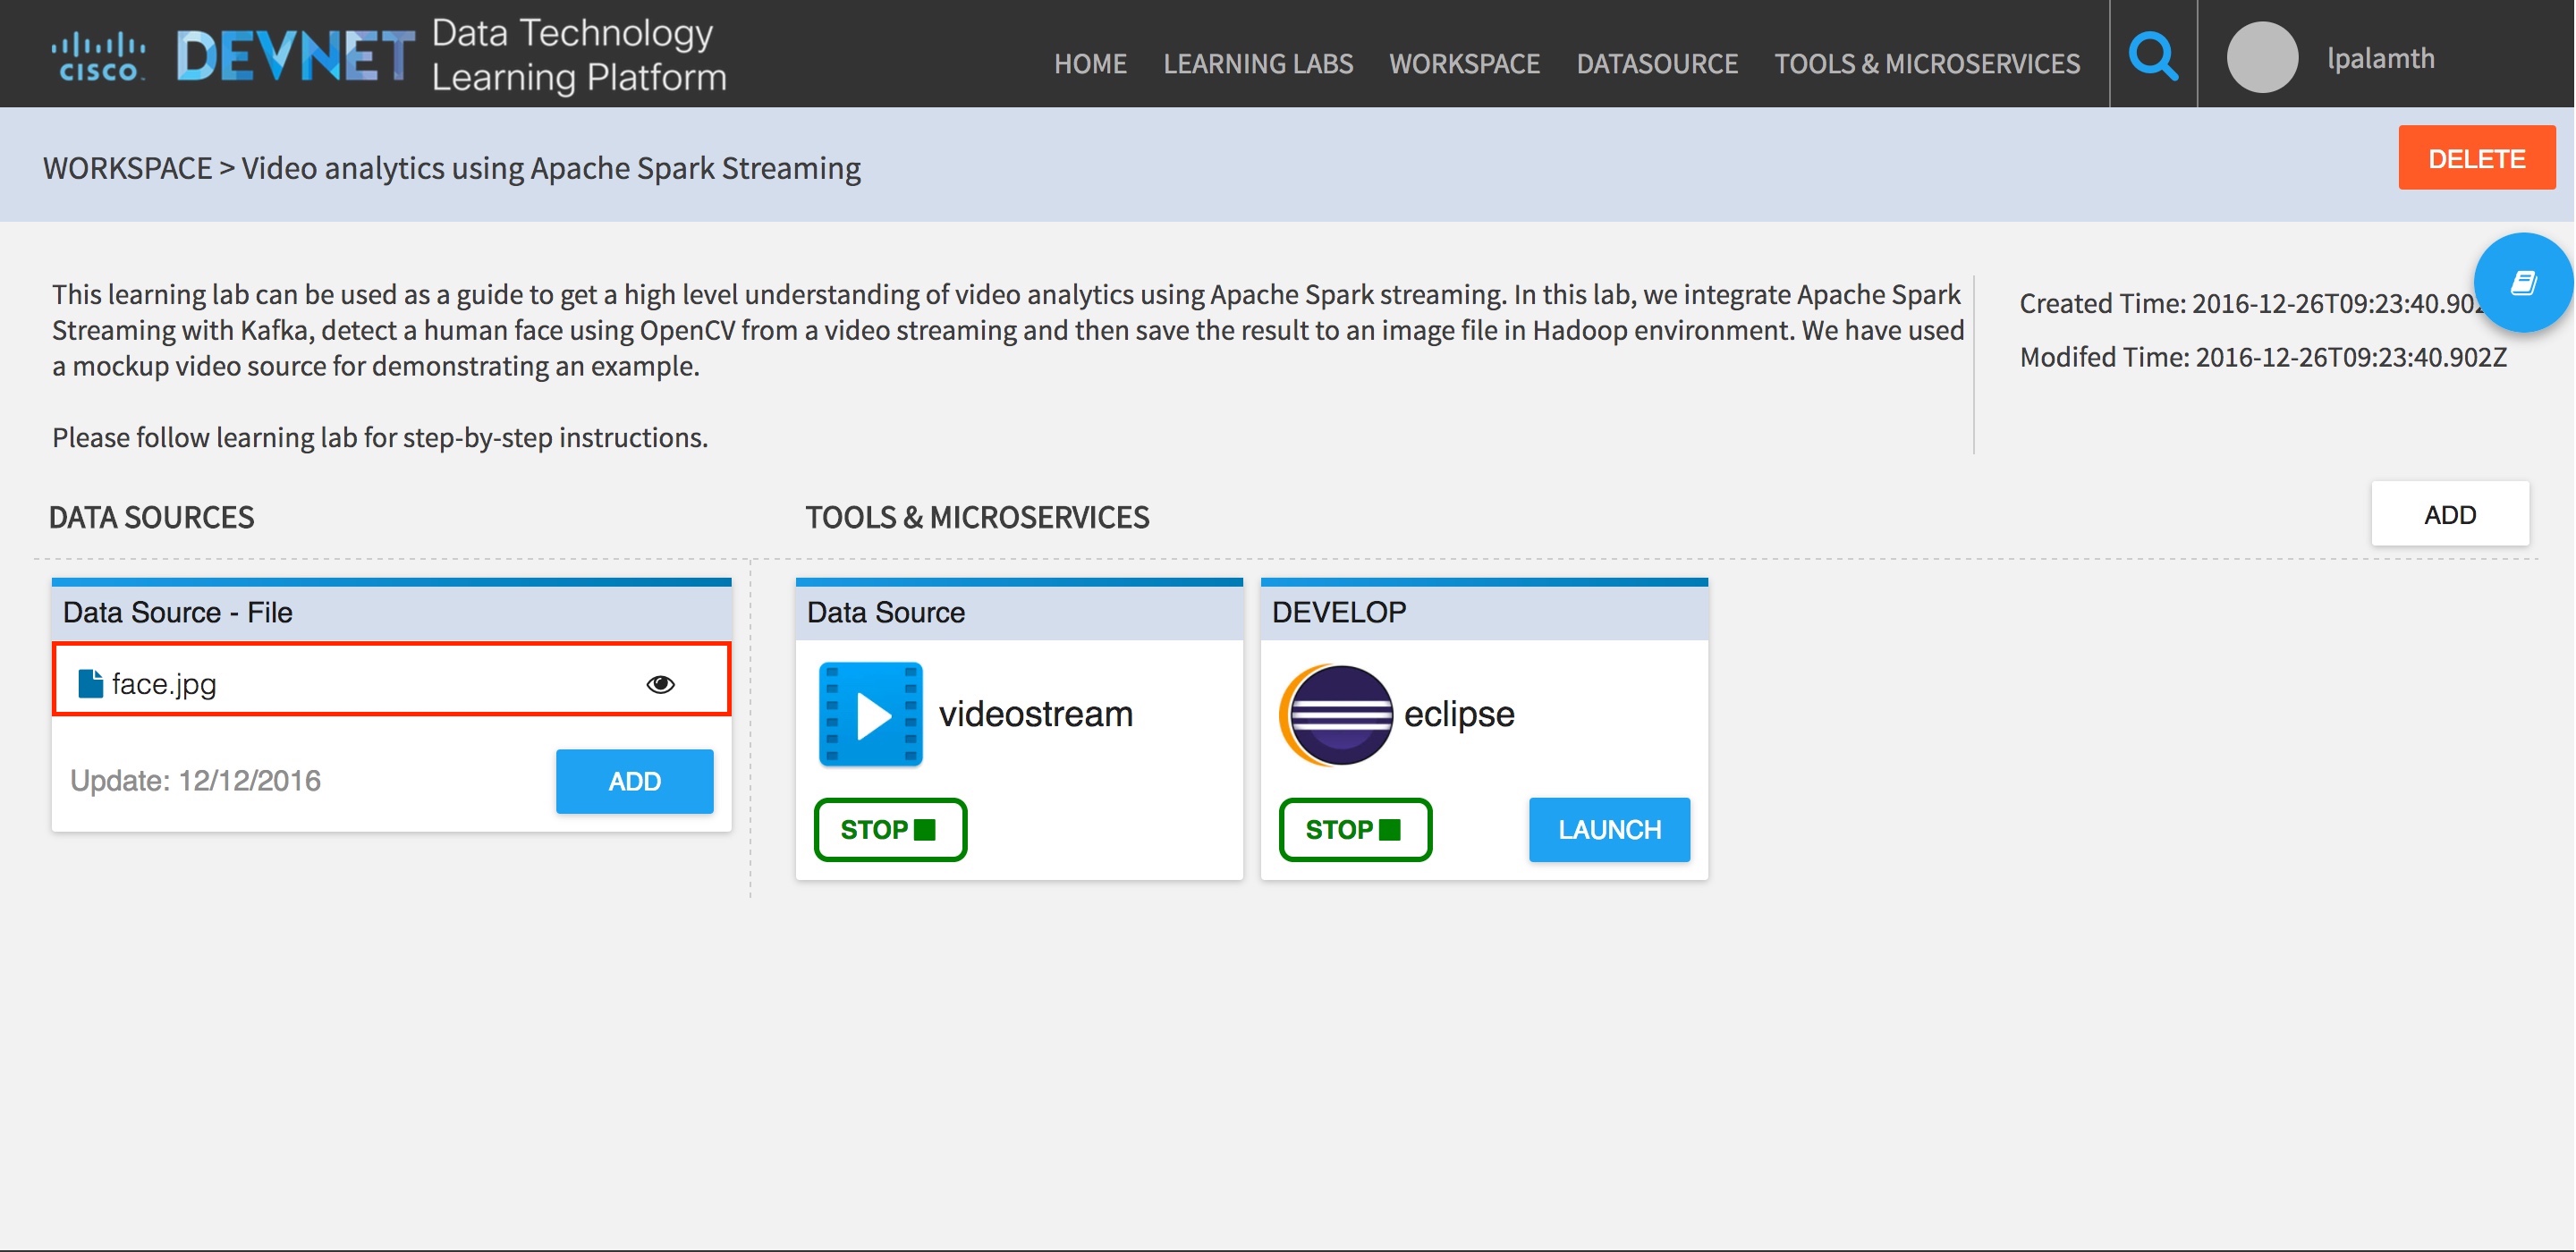 CISCO
DEVNET
Data Technology
Learning Platform
HOME
LEARNING LABS
WORKSPACE
DATASOURCE
TOOLS & MICROSERVICES
lpalamth
WORKSPACE > Video analytics using Apache Spark Streaming
DELETE
This learning lab can be used as a guide to get a high level understanding of video analytics using Apache Spark streaming. In this lab, we integrate Apache Spark
Streaming with Kafka, detect a human face using OpenCV from a video streaming and then save the result to an image file in Hadoop environment. We have used
a mockup video source for demonstrating an example.
Please follow learning lab for step-by-step instructions.
Created Time: 2016-12-26T09:23:40.902
Modifed Time: 2016-12-26T09:23:40.902Z
DATA SOURCES
TOOLS & MICROSERVICES
ADD
Data Source - File
face.jpg
Update: 12/12/2016
ADD
Data Source
videostream
STOP
DEVELOP
eclipse
STOP
LAUNCH